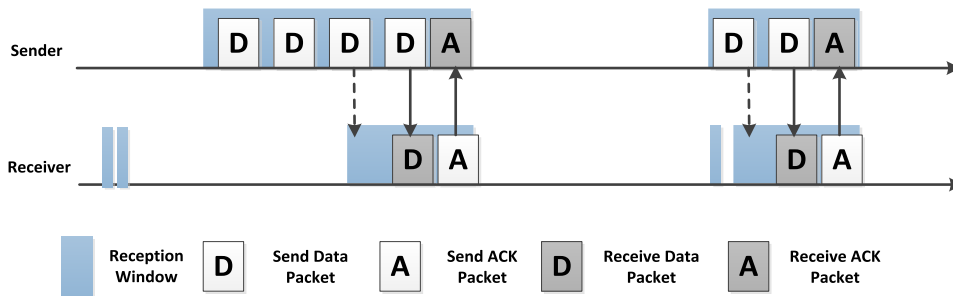 Sender
D D D D A
D D A
Receiver
D A
D A
Reception Window
D
Send Data Packet
A
Send ACK Packet
D
Receive Data Packet
A
Receive ACK Packet